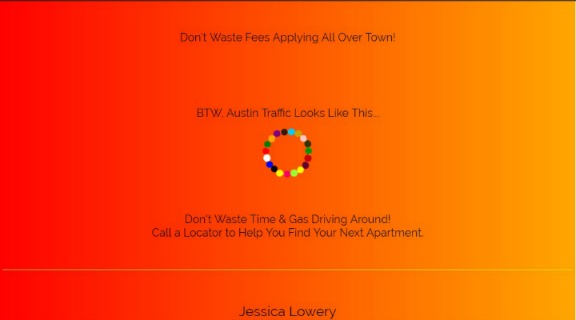 Don't Waste Fees Applying All Over Town!
BTW, Austin Traffic Looks Like This...
Don't Waste Time & Gas Driving Around!
Call a Locator to Help You Find Your Next Apartment.
Jessica Lowery